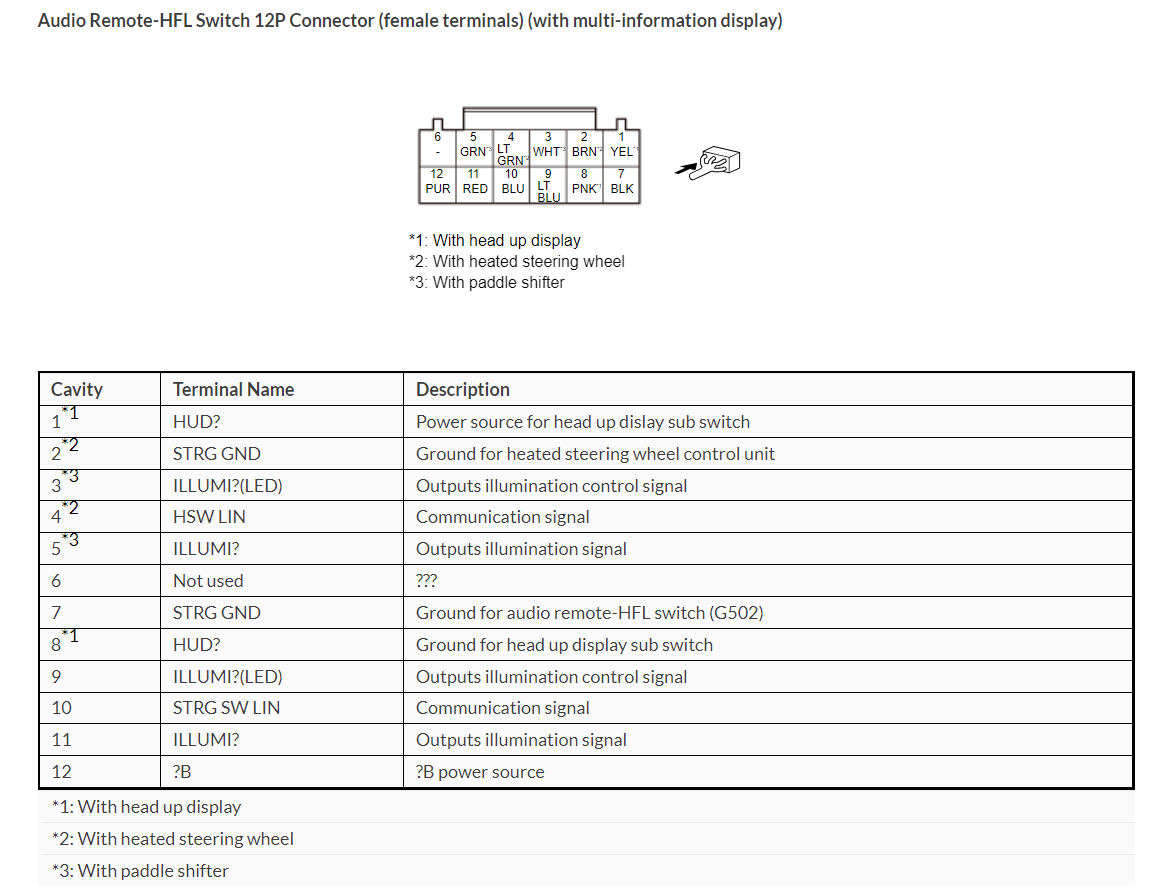 Audio Remote-HFL Switch 12P Connector (female terminals) (with multi-information display)
6 5 4 3 2 1
- GRN*3 LT GRN*2 WHT*3 BRN*2 YEL*1
12 11 10 9 8 7
PUR RED BLU LT BLU PNK*1 BLK
*1: With head up display
*2: With heated steering wheel
*3: With paddle shifter
Cavity Terminal Name Description
1*1 HUD? Power source for head up dislay sub switch
2*2 STRG GND Ground for heated steering wheel control unit
3*3 ILLUMI?(LED) Outputs illumination control signal
4*2 HSW LIN Communication signal
5*3 ILLUMI? Outputs illumination signal
6 Not used ???
7 STRG GND Ground for audio remote-HFL switch (G502)
8*1 HUD? Ground for head up display sub switch
9 ILLUMI?(LED) Outputs illumination control signal
10 STRG SW LIN Communication signal
11 ILLUMI? Outputs illumination signal
12 ?B ?B power source
*1: With head up display
*2: With heated steering wheel
*3: With paddle shifter